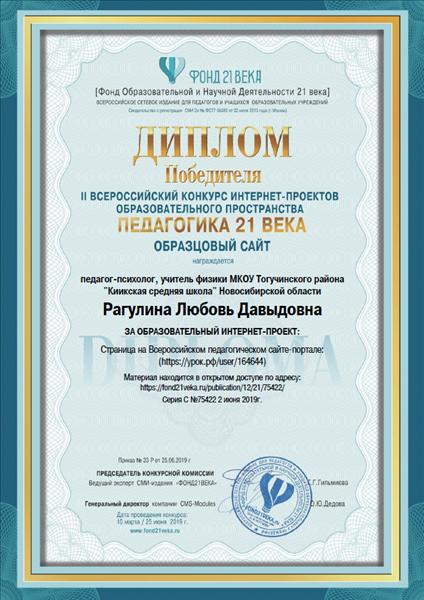 ФОНД 21 ВЕКА
[Фонд Образовательной и Научной Деятельности 21 века]
ВСЕРОССИЙСКОЕ СЕТЕВОЕ ИЗДАНИЕ ДЛЯ ПЕДАГОГОВ И УЧАЩИХСЯ ОБРАЗОВАТЕЛЬНЫХ УЧРЕЖДЕНИЙ
ДИПЛОМ
Победителя
II ВСЕРОССИЙСКИЙ КОНКУРС ИНТЕРНЕТ-ПРОЕКТОВ
ОБРАЗОВАТЕЛЬНОГО ПРОСТРАНСТВА
ПЕДАГОГИКА 21 ВЕКА
ОБРАЗЦОВЫЙ САЙТ
награждается
педагог-психолог, учитель физики МКОУ Тогучинского района
"Киикская средняя школа" Новосибирской области
Рагулина Любовь Давыдовна
ЗА ОБРАЗОВАТЕЛЬНЫЙ ИНТЕРНЕТ-ПРОЕКТ:
DIPLOMA
Страница на Всероссийском педагогическом сайте-портале:
(https://урок.рф/user/164644)
Материал находится в открытом доступе по адресу:
https://fond21veka.ru/publication/12/21/75422/
Серия С №75422 2 июня 2019г.
Приказ № 23 Р от 25.06.2019 г
ПРЕДСЕДАТЕЛЬ КОНКУРСНОЙ КОМИССИИ
Ведущий эксперт СМИ-издания «ФОНД21ВЕКА» Г.Г.Гильмиева
Генеральный директор компании CMS-Modules О.Ю.Дедова
Дата проведения конкурса:
10 марта / 25 июня 2019 г.
www.fond21veka.ru
FOND21VEKA.RU